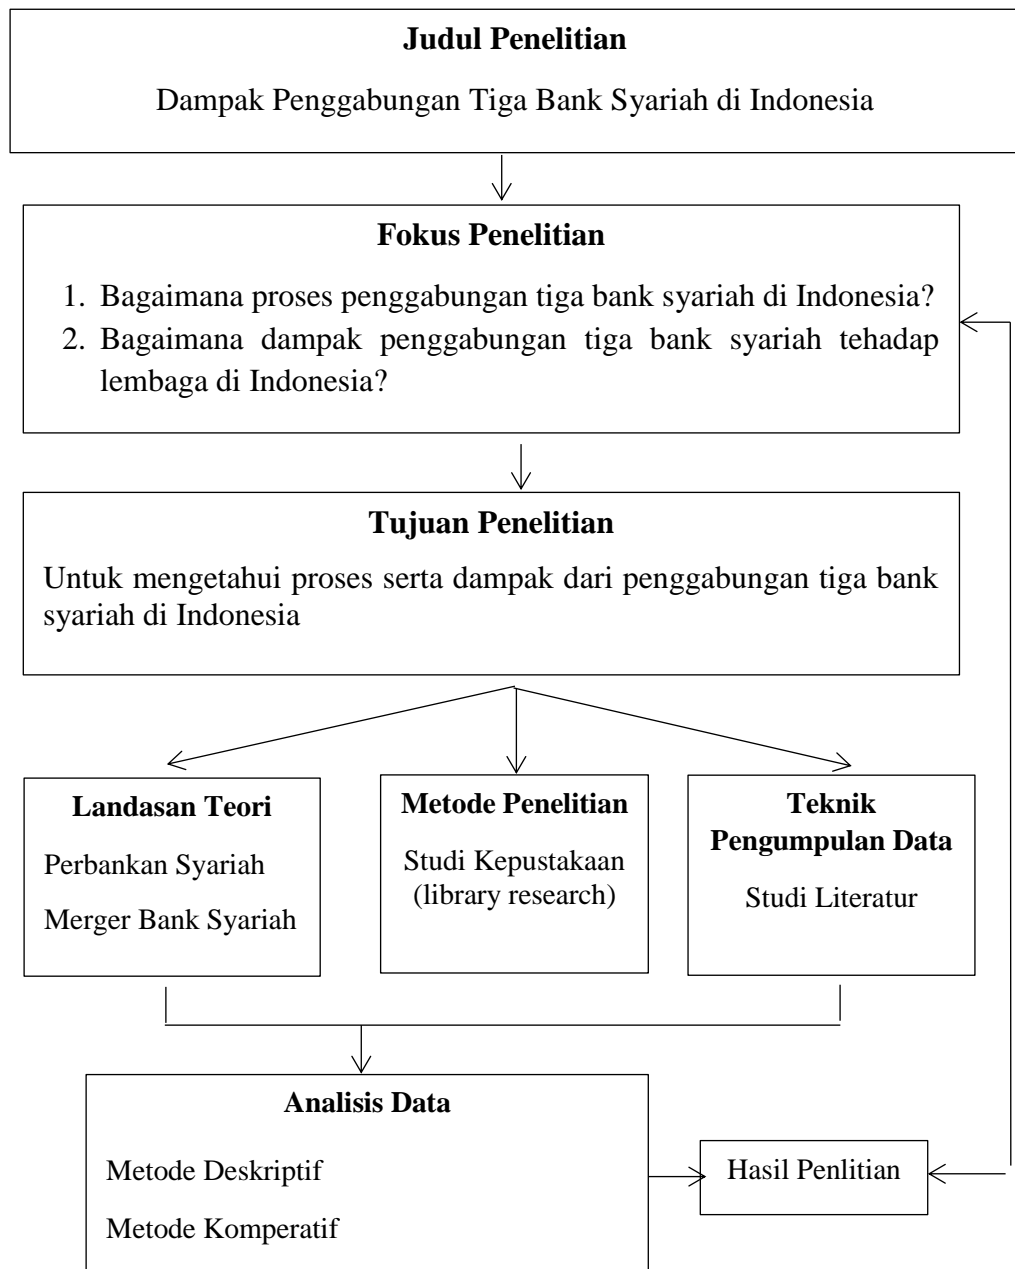 Judul Penelitian
Dampak Penggabungan Tiga Bank Syariah di Indonesia
Fokus Penelitian
1. Bagaimana proses penggabungan tiga bank syariah di Indonesia?
2. Bagaimana dampak penggabungan tiga bank syariah tehadap
lembaga di Indonesia?
Tujuan Penelitian
Untuk mengetahui proses serta dampak dari penggabungan tiga bank
syariah di Indonesia
Landasan Teori
Perbankan Syariah
Merger Bank Syariah
Metode Penelitian
Studi Kepustakaan
(library research)
Teknik
Pengumpulan Data
Studi Literatur
Analisis Data
Metode Deskriptif
Metode Komperatif
Hasil Penlitian